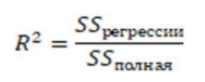 R² = SSрегрессии / SSполная